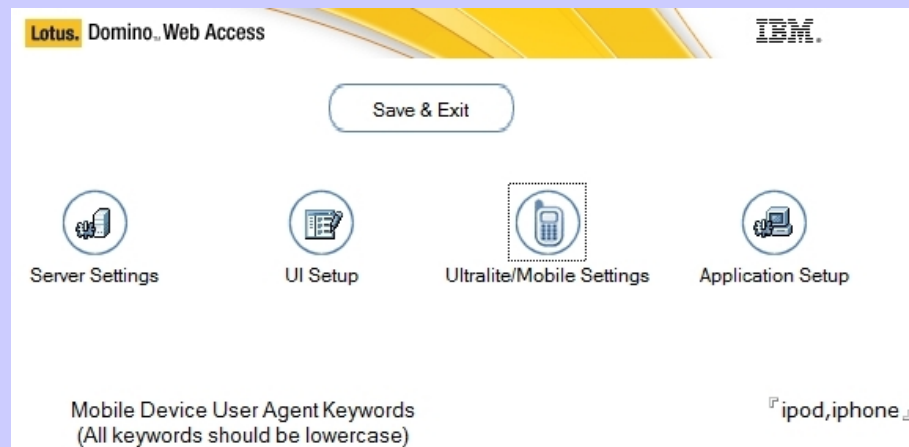 Lotus. Domino™ Web Access
IBM.
Save & Exit
Server Settings
UI Setup
Ultralite/Mobile Settings
Application Setup
Mobile Device User Agent Keywords
ipod,iphone
(All keywords should be lowercase)